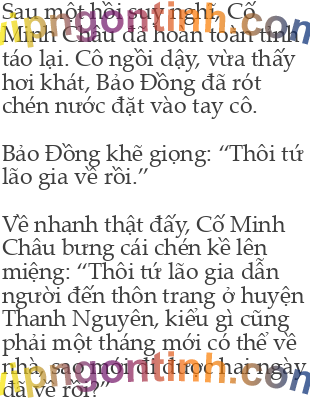 Sau một hồi suy nghĩ, Cố
Minh Châu đã hoàn toàn tỉnh
táo lại. Cô ngồi dậy, vừa thấy
hơi khát, Bảo Đồng đã rót
chén nước đặt vào tay cô.

Bảo Đồng khẽ giọng: “Thôi tứ
lão gia về rồi.”

Về nhanh thật đấy, Cố Minh
Châu bưng cái chén kề lên
miệng: “Thôi tứ lão gia dẫn
người đến thôn trang ở huyện
Thanh Nguyên, kiểu gì cũng
phải một tháng mới có thể về
nhà, sao mới đi được hai ngày
đã về rồi?”
vipngontinh.com
vipngontinh.com